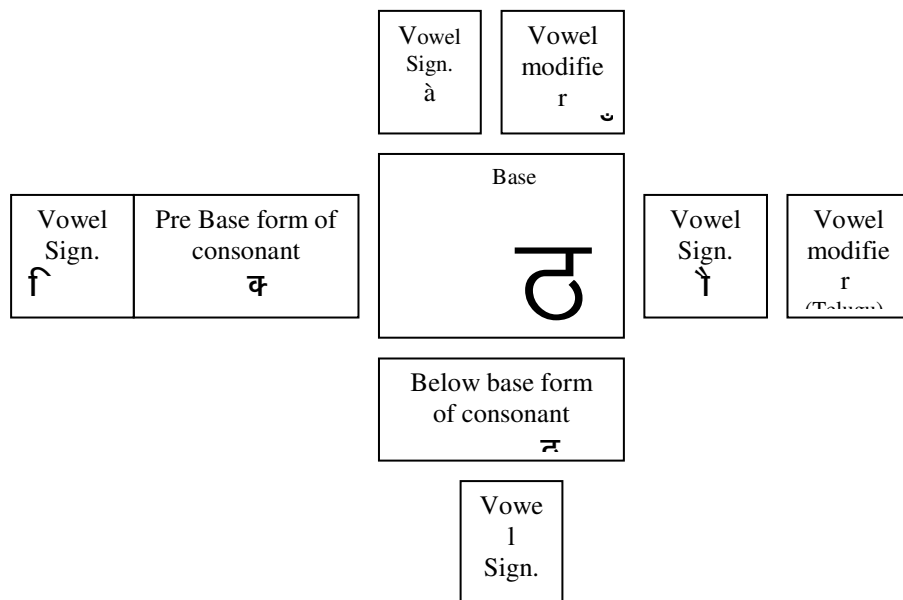 Vowel
Sign.
à
Vowel
modifie
r
Base
ठ
Vowel
Sign.
ि
Pre Base form of
consonant
क्‍
Vowel
Sign.
Vowel
modifie
r
(Telugu)
Below base form
of consonant
Vowe
l
Sign.